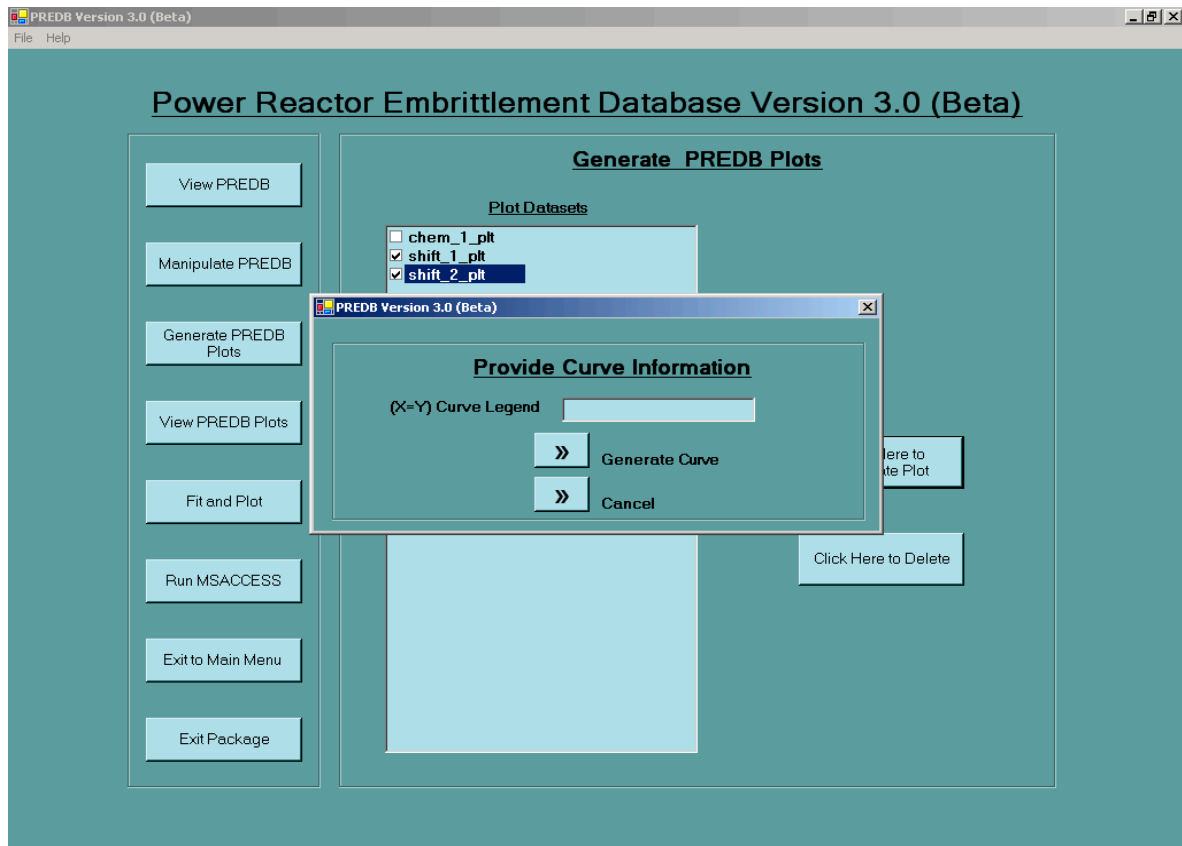 PREDB Version 3.0 (Beta)
File Help
Power Reactor Embrittlement Database Version 3.0 (Beta)
View PREDB
Manipulate PREDB
Generate PREDB
Plots
View PREDB Plots
Fit and Plot
Run MSACCESS
Exit to Main Menu
Exit Package
Generate PREDB Plots
Plot Datasets
chem_1_plt
shift_1_plt
shift_2_plt
PREDB Version 3.0 (Beta)
Provide Curve Information
(X=Y) Curve Legend
» Generate Curve
» Cancel
to
Plot
Click Here to Delete